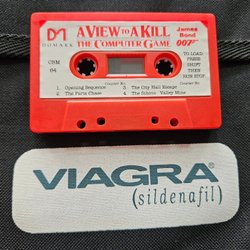 DOMARK
A VIEW TO A KILL
THE COMPUTER GAME
James
Bond
007
CBM
64
TO LOAD
PRESS
SHIFT
THEN
RUN STOP
Counter No.
Counter No.
1. Opening Sequence
2. The Paris Chase
3. The City Hall Escape
4. The Silicon Valley Mine
VIAGRA®
(sildenafil)